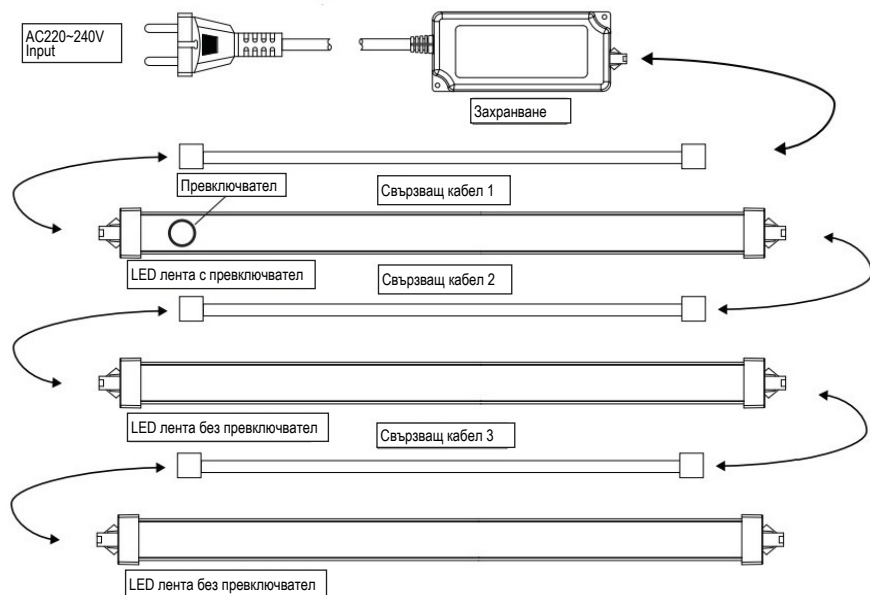 AC220~240V
Input
Захранване
Превключвател
Свързващ кабел 1
LED лента с превключвател
Свързващ кабел 2
LED лента без превключвател
Свързващ кабел 3
LED лента без превключвател